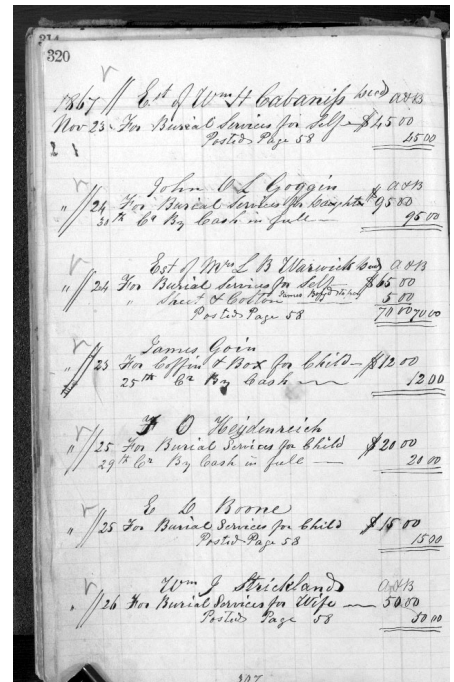 314
320
1867 // Est of Wm H Cabaniss Decd A&B
Nov 23 For Burial Services for Self $45 00
Posted Page 58 45 00
John O L Goggin A&B
" // 24 For Burial Services for Daughter $95 00
30th Cr By Cash in full — 95 00
Est of Mrs L B Warwick Decd A&B
" // 24 For Burial Services for Self $65 00
" & Cotton 5 00
Posted Page 58 70 00 70 00
James Goin
" // 23 For Coffin & Box for Child $12 00
25th Cr By Cash — 12 00
F O Heydenreich
" // 25 For Burial Services for Child $20 00
29th Cr By Cash in full — 20 00
E D Boone
" // 25 For Burial Services for Child $15 00
Posted Page 58 15 00
Wm J Strickland A&B
" // 26 For Burial Services for Wife — 50 00
Posted Page 58 50 00